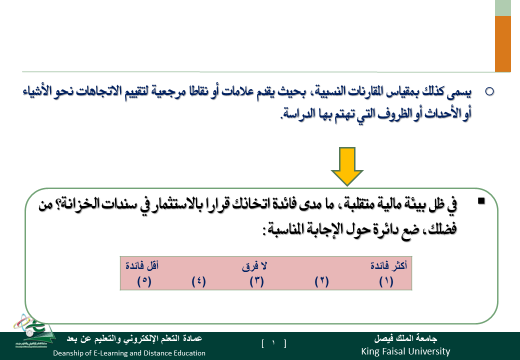 يسمى كذلك بمقياس المقارنات النسبية، بحيث يقدم علامات أو نقاطا مرجعية لتقييم الاتجاهات نحو الأشياء
أو الأحداث أو الظروف التي تهتم بها الدراسة.
في ظل بيئة مالية متقلبة، ما مدى فائدة اتخاذك قرارا بالاستثمار في سندات الخزانة؟ من
فضلك، ضع دائرة حول الإجابة المناسبة:
أكثر فائدة لا فرق أقل فائدة
(١) (٢) (٣) (٤) (٥)
جامعة الملك فيصل [ ١ ] عمادة التعلم الإلكتروني والتعليم عن بعد
King Faisal University Deanship of E-Learning and Distance Education